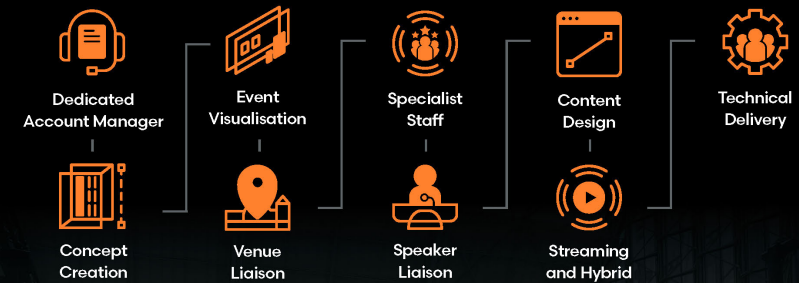 Dedicated
Account Manager
Concept
Creation
Event
Visualisation
Venue
Liaison
Specialist
Staff
Speaker
Liaison
Content
Design
Streaming
and Hybrid
Technical
Delivery